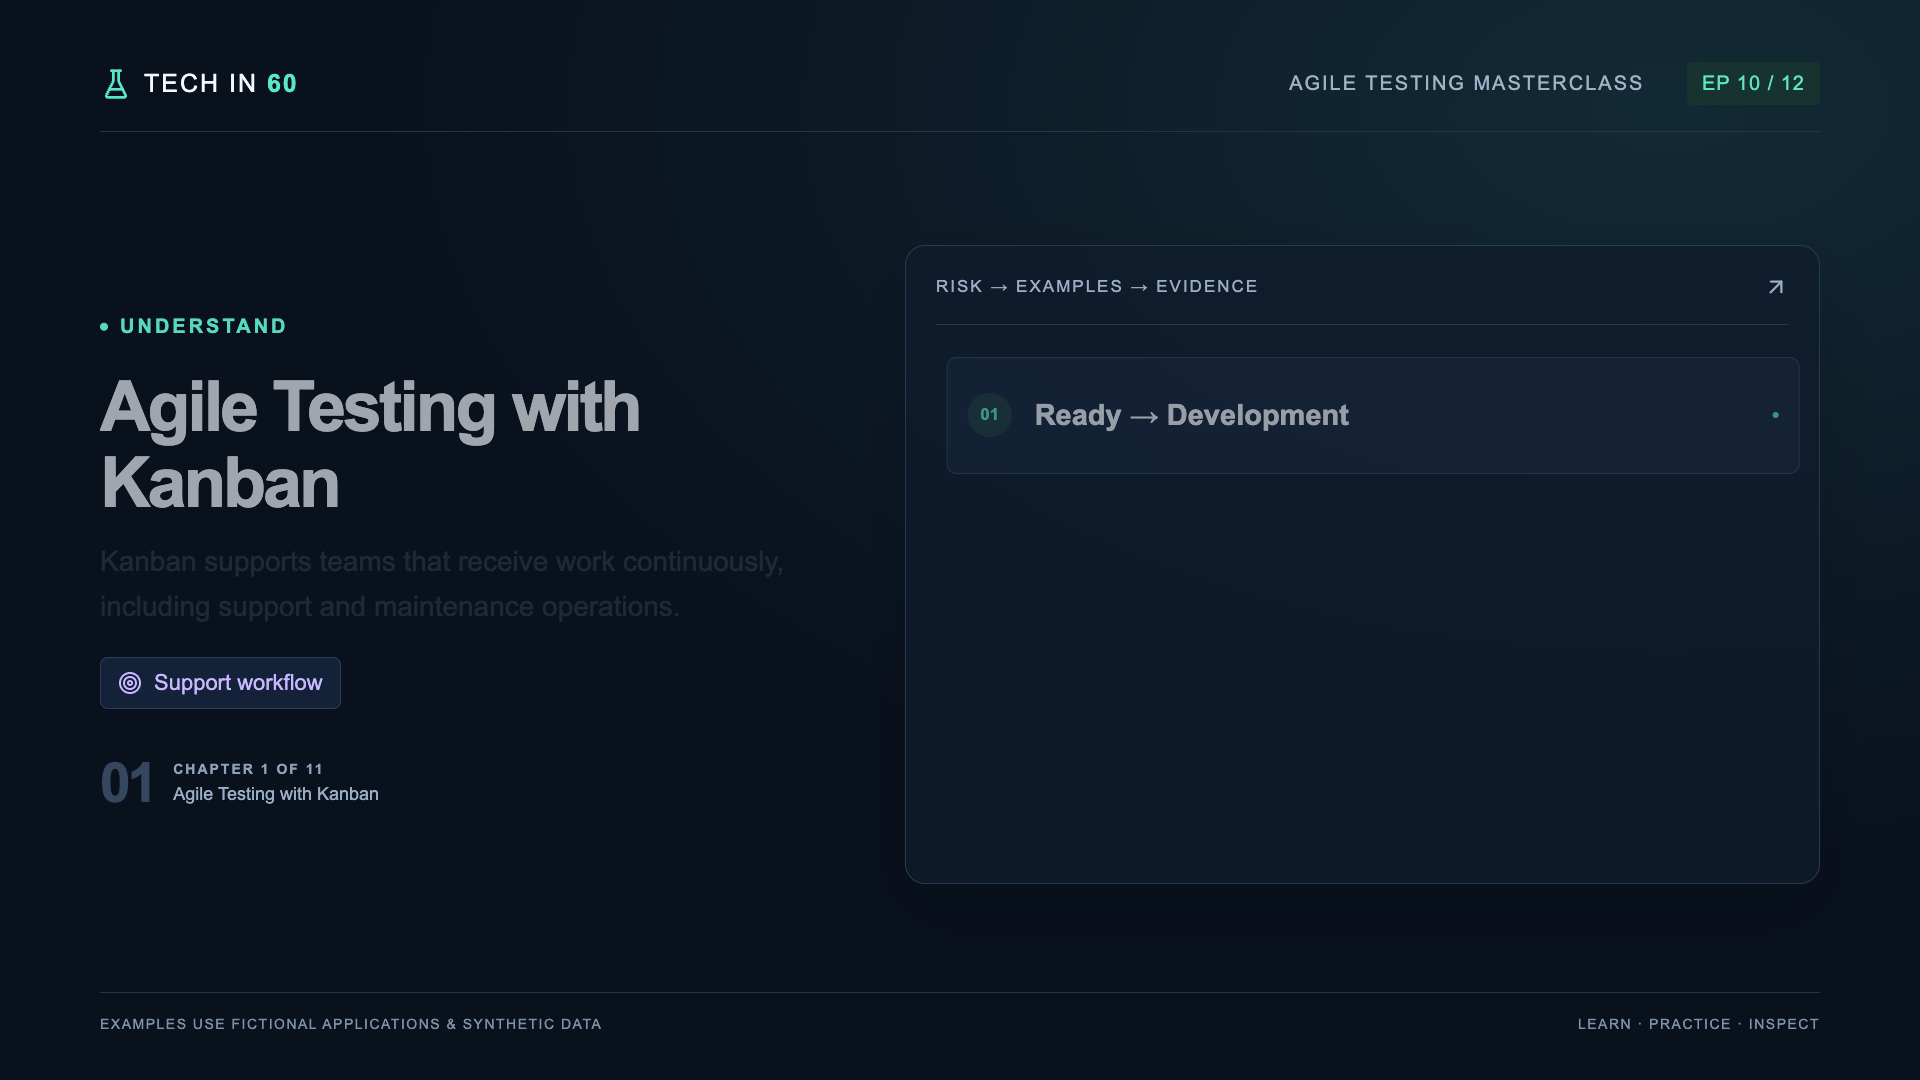 TECH IN 60
AGILE TESTING MASTERCLASS
EP 10 / 12
UNDERSTAND
Agile Testing with
Kanban
Kanban supports teams that receive work continuously,
including support and maintenance operations.
Support workflow
01
CHAPTER 1 OF 11
Agile Testing with Kanban
RISK → EXAMPLES → EVIDENCE
01
Ready → Development
EXAMPLES USE FICTIONAL APPLICATIONS & SYNTHETIC DATA
LEARN · PRACTICE · INSPECT